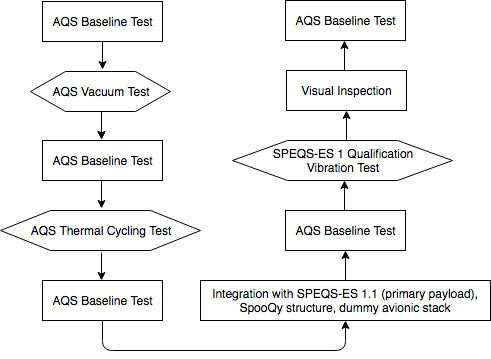 AQS Baseline Test
AQS Vacuum Test
AQS Baseline Test
AQS Thermal Cycling Test
AQS Baseline Test
Integration with SPEQS-ES 1.1 (primary payload),
SpooQy structure, dummy avionic stack
AQS Baseline Test
SPEQS-ES 1 Qualification
Vibration Test
Visual Inspection
AQS Baseline Test